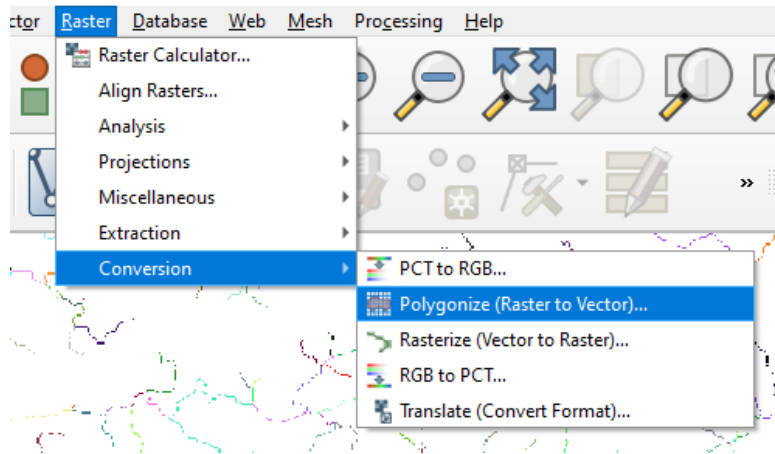 ctor Raster Database Web Mesh Processing Help
Raster Calculator...
Align Rasters...
Analysis
Projections
Miscellaneous
Extraction
Conversion
PCT to RGB...
Polygonize (Raster to Vector)...
Rasterize (Vector to Raster)...
RGB to PCT...
Translate (Convert Format)...